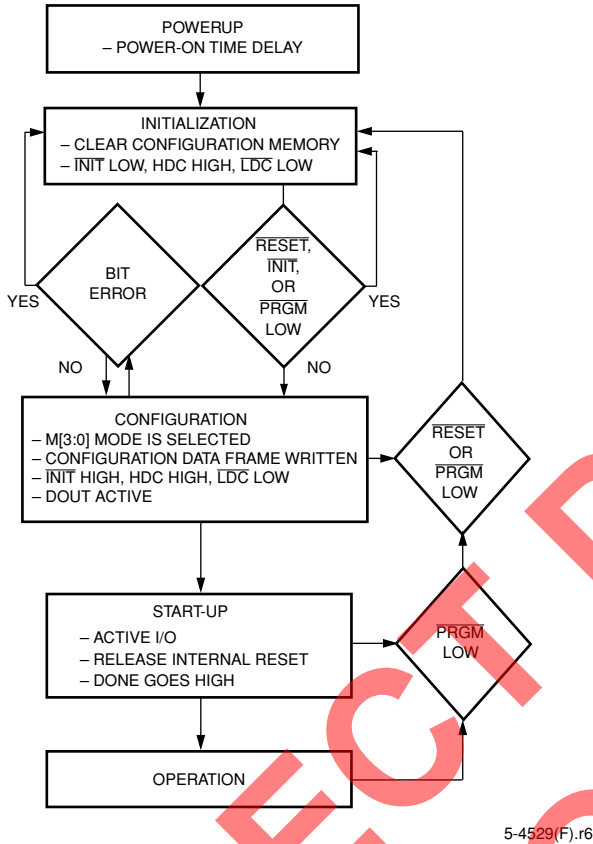 POWERUP
– POWER-ON TIME DELAY
INITIALIZATION
– CLEAR CONFIGURATION MEMORY
– INIT LOW, HDC HIGH, LDC LOW
BIT
ERROR
YES
NO
RESET,
INIT,
OR
PRGM
LOW
YES
NO
CONFIGURATION
– M[3:0] MODE IS SELECTED
– CONFIGURATION DATA FRAME WRITTEN
– INIT HIGH, HDC HIGH, LDC LOW
– DOUT ACTIVE
RESET
OR
PRGM
LOW
START-UP
– ACTIVE I/O
– RELEASE INTERNAL RESET
– DONE GOES HIGH
PRGM
LOW
OPERATION
5-4529(F).r6
ECT